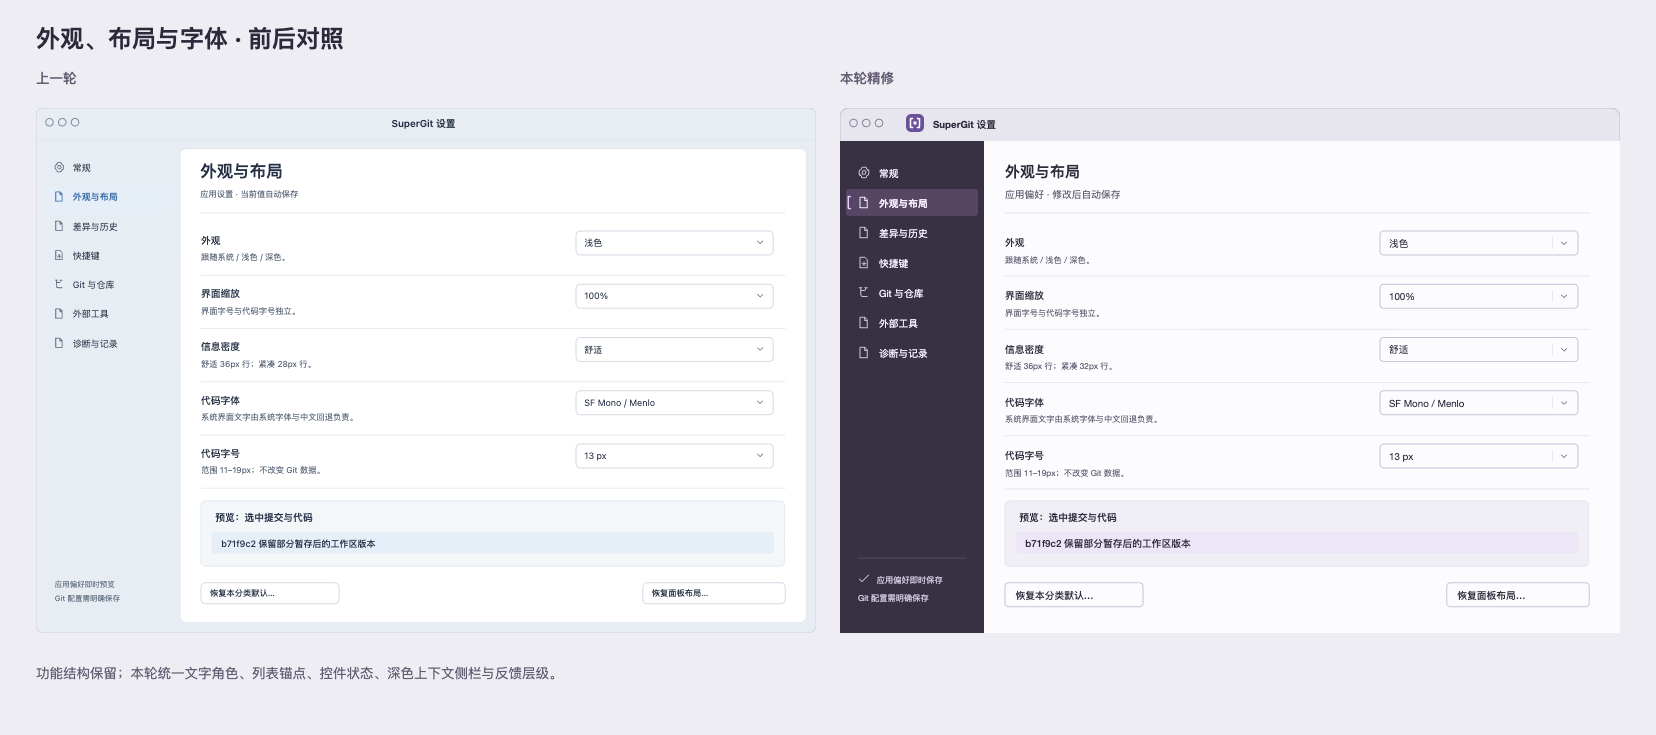 外观、布局与字体 · 前后对照
上一轮
SuperGit 设置
常规
外观与布局
差异与历史
快捷键
Git 与仓库
外部工具
诊断与记录
应用偏好即时预览
Git 配置需明确保存
外观与布局
应用设置 · 当前值自动保存
外观
跟随系统 / 浅色 / 深色。
浅色
界面缩放
界面字号与代码字号独立。
100%
信息密度
舒适 36px 行；紧凑 28px 行。
舒适
代码字体
系统界面文字由系统字体与中文回退负责。
SF Mono / Menlo
代码字号
范围 11–19px；不改变 Git 数据。
13 px
预览：选中提交与代码
b71f9c2 保留部分暂存后的工作区版本
恢复本分类默认...
恢复面板布局...
本轮精修
SuperGit 设置
常规
外观与布局
差异与历史
快捷键
Git 与仓库
外部工具
诊断与记录
应用偏好即时保存
Git 配置需明确保存
外观与布局
应用偏好 · 修改后自动保存
外观
跟随系统 / 浅色 / 深色。
浅色
界面缩放
界面字号与代码字号独立。
100%
信息密度
舒适 36px 行；紧凑 32px 行。
舒适
代码字体
系统界面文字由系统字体与中文回退负责。
SF Mono / Menlo
代码字号
范围 11–19px；不改变 Git 数据。
13 px
预览：选中提交与代码
b71f9c2 保留部分暂存后的工作区版本
恢复本分类默认...
恢复面板布局...
功能结构保留；本轮统一文字角色、列表锚点、控件状态、深色上下文侧栏与反馈层级。